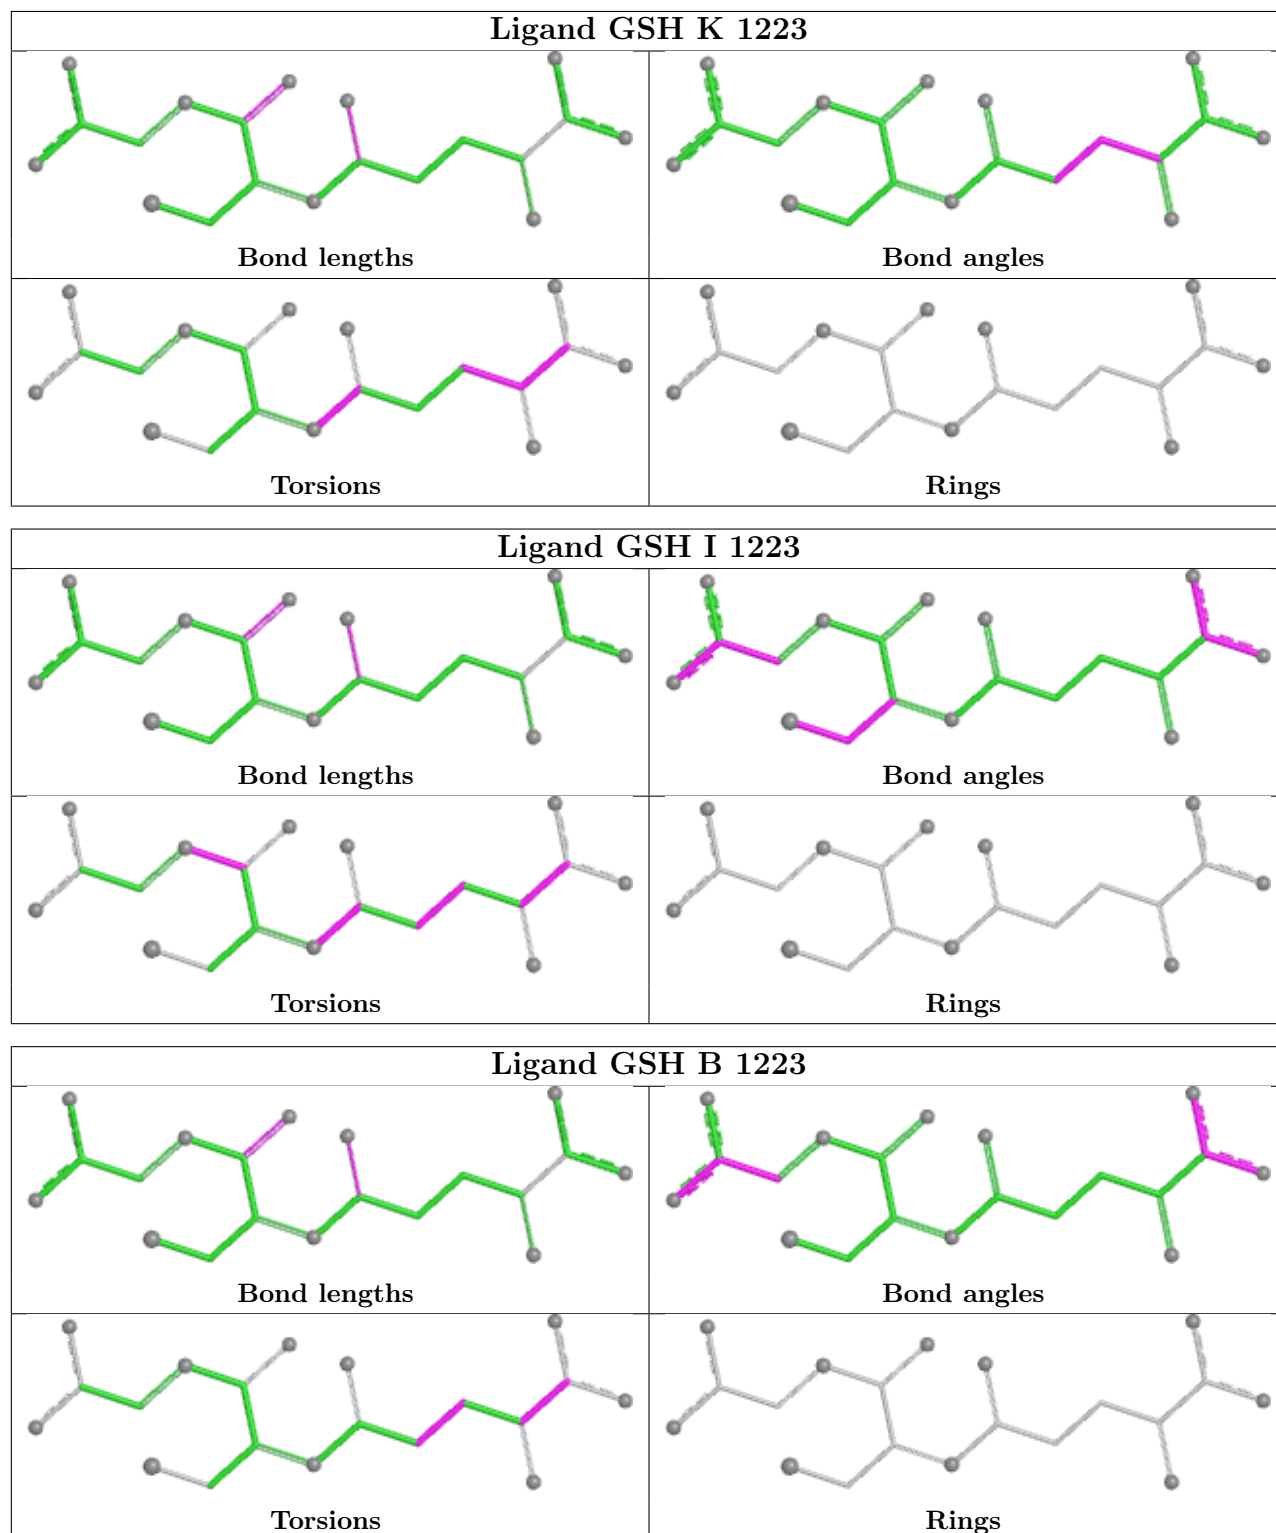 Ligand GSH K 1223
Bond lengths
Bond angles
Torsions
Rings
Ligand GSH I 1223
Bond lengths
Bond angles
Torsions
Rings
Ligand GSH B 1223
Bond lengths
Bond angles
Torsions
Rings